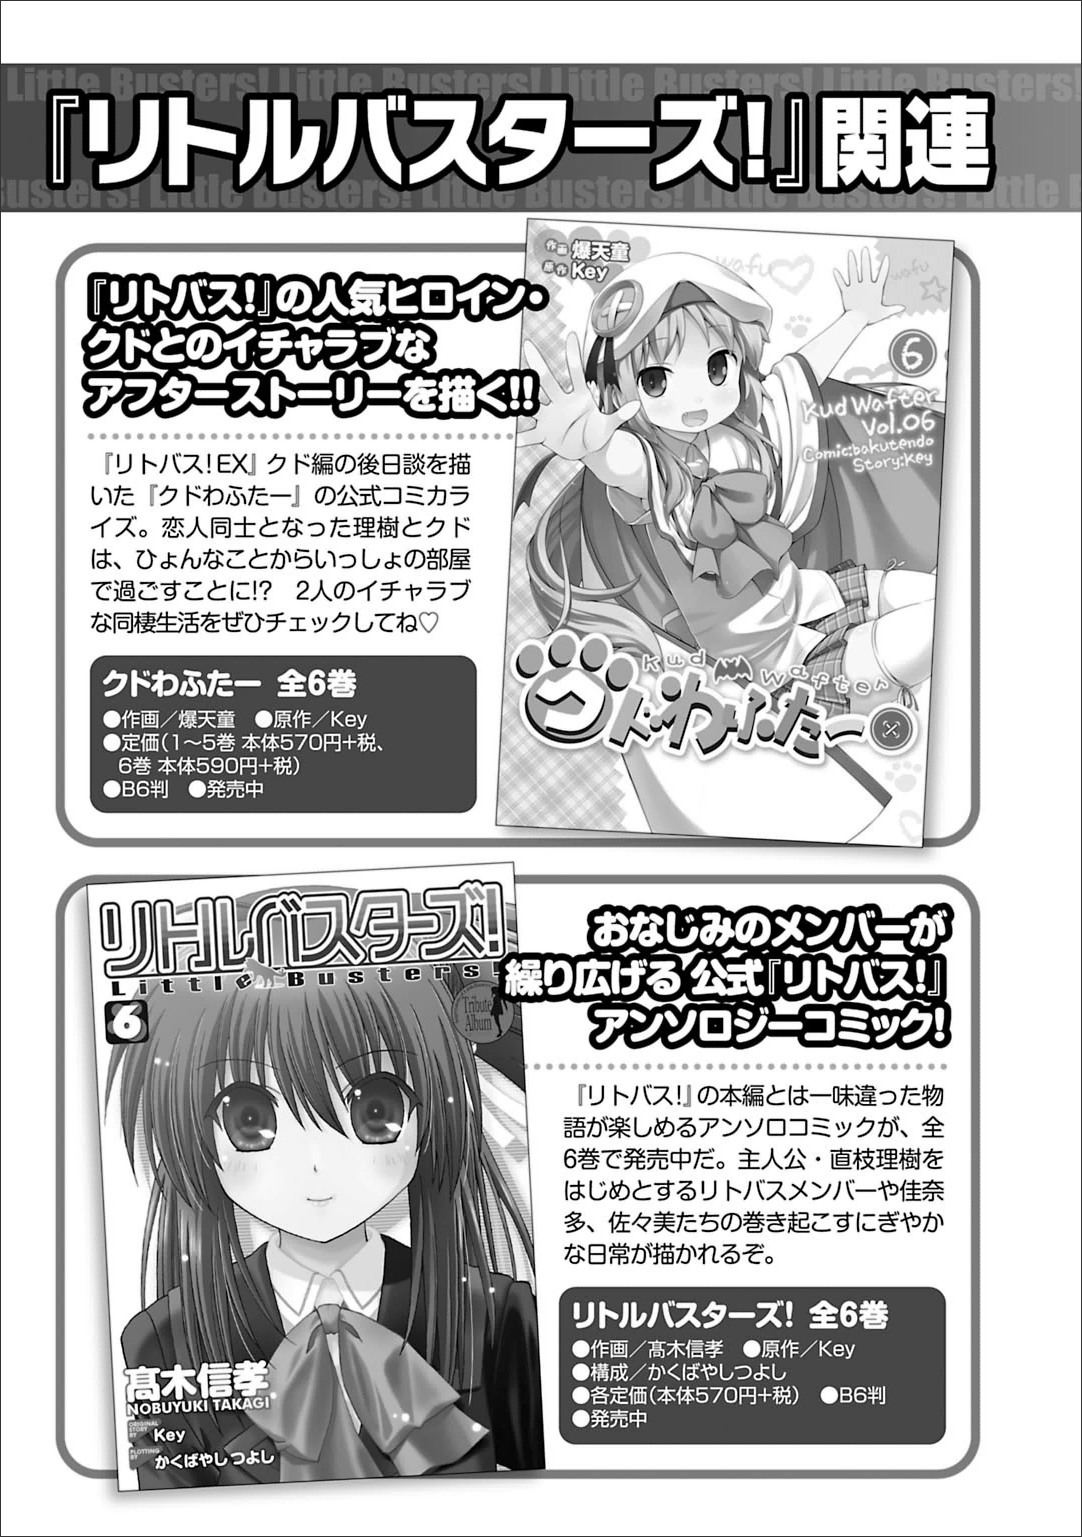 Little Busters! Little Busters! Little Busters! Little Busters!
『リトルバスターズ!』関連
Busters! Little Busters! Little Busters! Little Busters! Little Bu
『リトバス!』の人気ヒロイン・
クドとのイチャラブな
アフターストーリーを描く!!
『リトバス!EX』クド編の後日談を描
いた『クドわふたー』の公式コミカラ
イズ。恋人同士となった理樹とクド
は、ひょんなことからいっしょの部屋
で過ごすことに!?　2人のイチャラブ
な同棲生活をぜひチェックしてね♡
クドわふたー 全6巻
●作画／爆天童　●原作／Key
●定価（1〜5巻 本体570円+税、
6巻 本体590円+税）
●B6判　●発売中
作画 爆天童
原作 Key
wafu
wafu
6
Kud Wafter
Vol.06
Comic:bakutendo
Story:Key
Kud Wafter
クドわふたー
リトルバスターズ!
Little Busters!
6
Tribute
Album
髙木信孝
NOBUYUKI TAKAGI
ORIGINAL
STORY
BY
Key
PLOTTING
BY
かくばやしつよし
おなじみのメンバーが
繰り広げる 公式『リトバス!』
アンソロジーコミック!
『リトバス!』の本編とは一味違った物
語が楽しめるアンソロコミックが、全
6巻で発売中だ。主人公・直枝理樹を
はじめとするリトバスメンバーや佳奈
多、佐々美たちの巻き起こすにぎやか
な日常が描かれるぞ。
リトルバスターズ! 全6巻
●作画／髙木信孝　●原作／Key
●構成／かくばやしつよし
●各定価（本体570円+税）　●B6判
●発売中